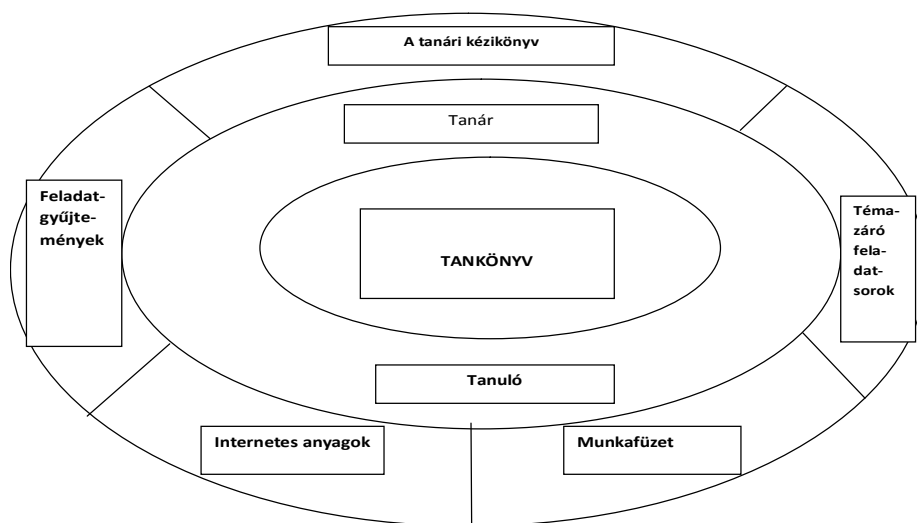 A tanári kézikönyv
Tanár
Feladat-
gyűjte-
mények
Téma-
záró
fela-
dat-
sorok
TANKÖNYV
Tanuló
Internetes anyagok
Munkafüzet